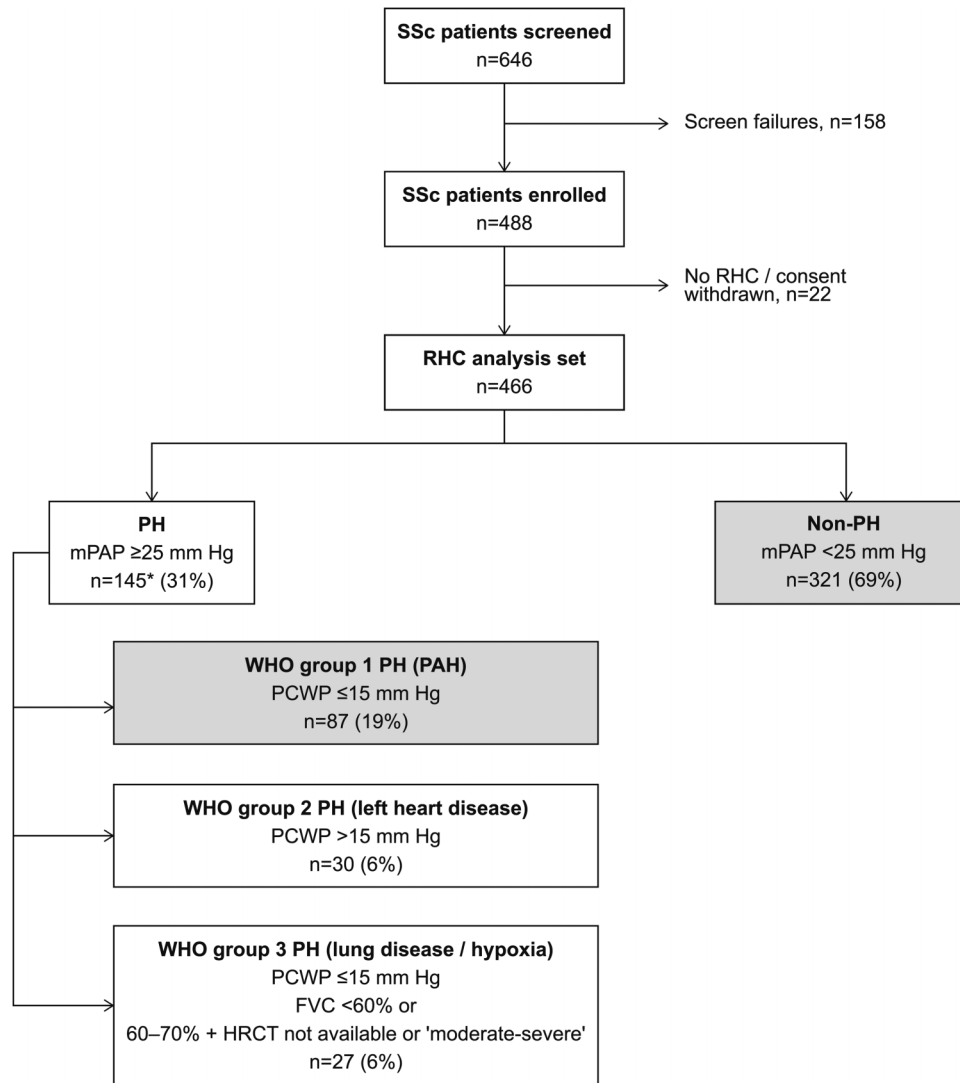 SSc patients screened
n=646
Screen failures, n=158
SSc patients enrolled
n=488
No RHC / consent
withdrawn, n=22
RHC analysis set
n=466
PH
mPAP ≥25 mm Hg
n=145* (31%)
Non-PH
mPAP <25 mm Hg
n=321 (69%)
WHO group 1 PH (PAH)
PCWP ≤15 mm Hg
n=87 (19%)
WHO group 2 PH (left heart disease)
PCWP >15 mm Hg
n=30 (6%)
WHO group 3 PH (lung disease / hypoxia)
PCWP ≤15 mm Hg
FVC <60% or
60–70% + HRCT not available or 'moderate-severe'
n=27 (6%)